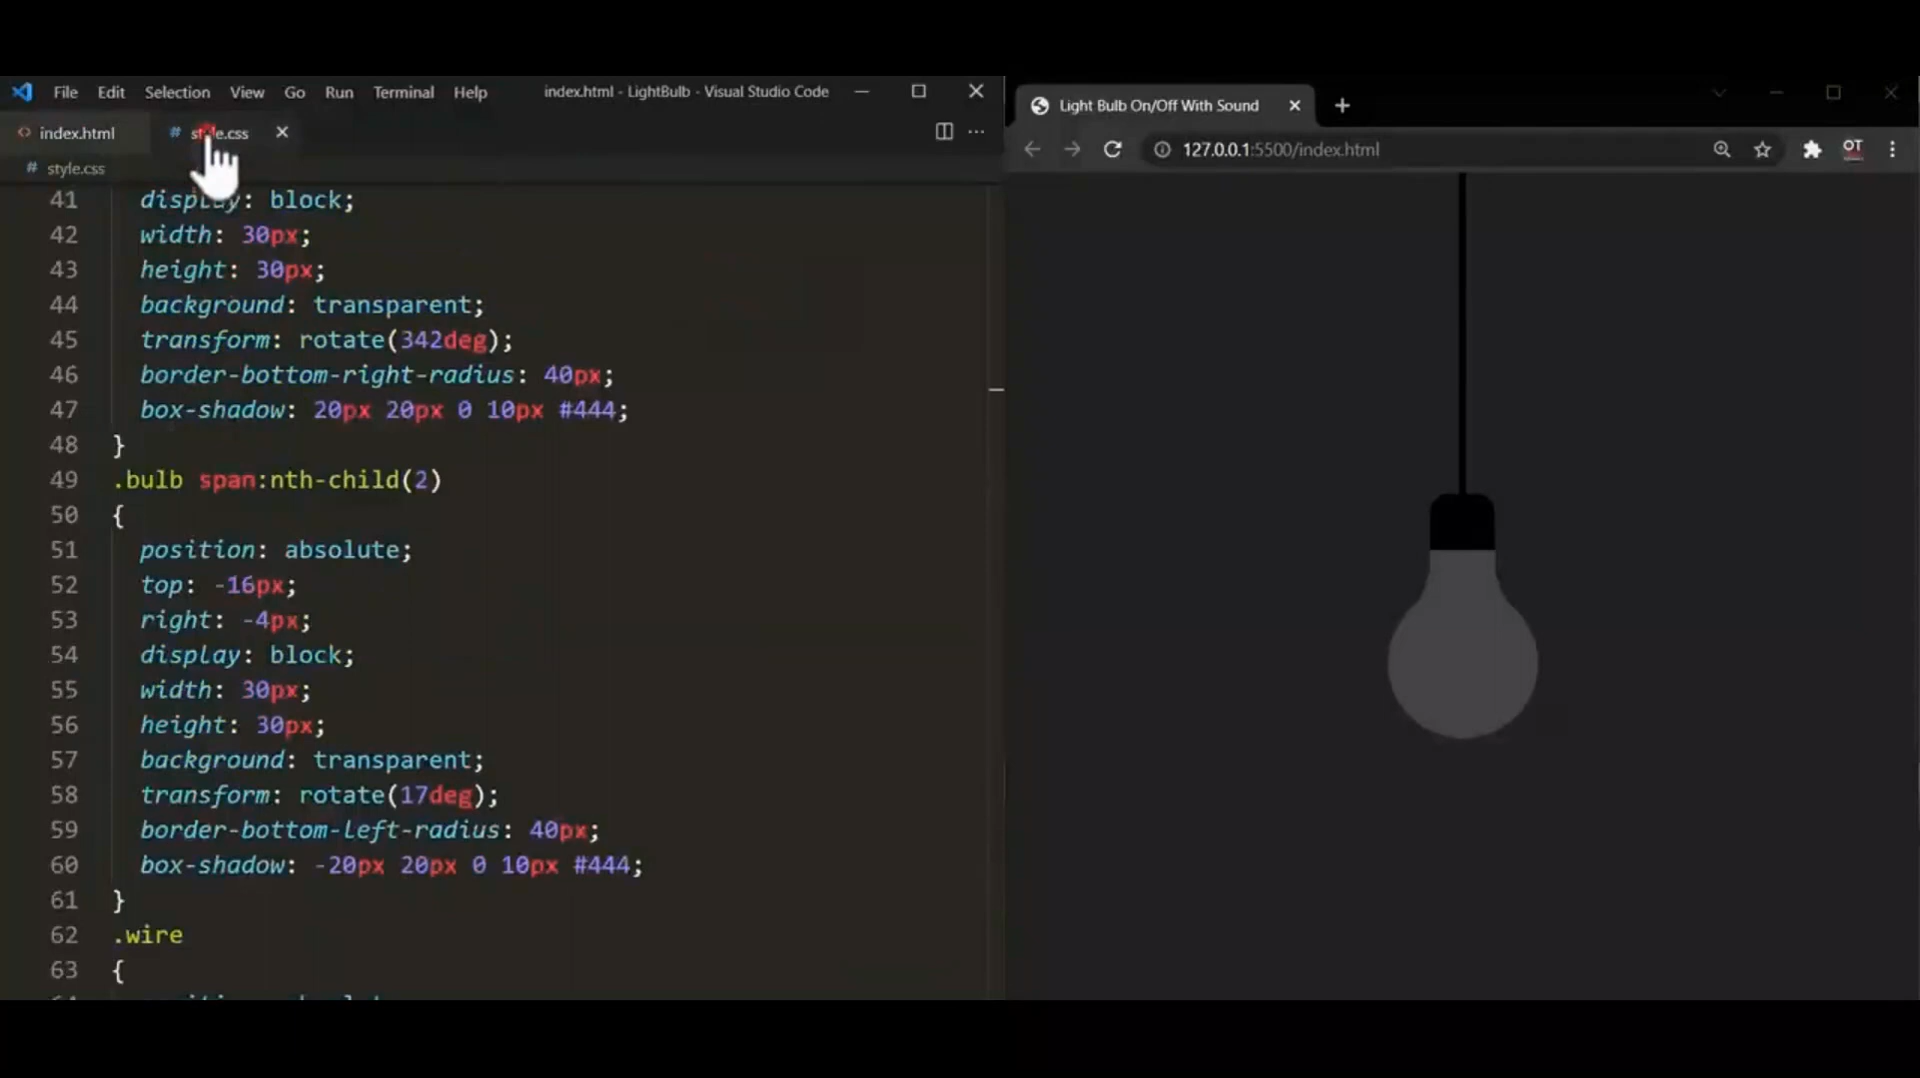 File Edit Selection View Go Run Terminal Help index.html - LightBulb - Visual Studio Code
index.html # style.css
# style.css
41 display: block;
42 width: 30px;
43 height: 30px;
44 background: transparent;
45 transform: rotate(342deg);
46 border-bottom-right-radius: 40px;
47 box-shadow: 20px 20px 0 10px #444;
48 }
49 .bulb span:nth-child(2)
50 {
51 position: absolute;
52 top: -16px;
53 right: -4px;
54 display: block;
55 width: 30px;
56 height: 30px;
57 background: transparent;
58 transform: rotate(17deg);
59 border-bottom-left-radius: 40px;
60 box-shadow: -20px 20px 0 10px #444;
61 }
62 .wire
63 {
Light Bulb On/Off With Sound
127.0.0.1:5500/index.html
OT